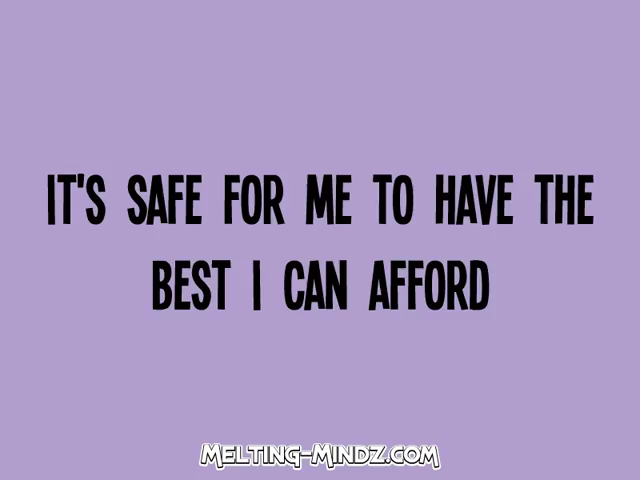 IT'S SAFE FOR ME TO HAVE THE
BEST I CAN AFFORD
MELTING-MINDZ.COM